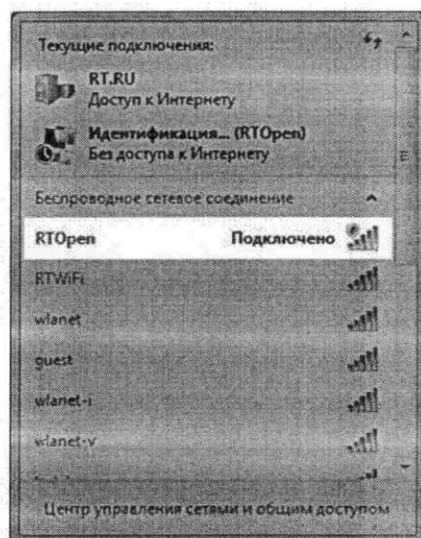 Текущие подключения:
RT.RU
Доступ к Интернету
Идентификация... (RTOpen)
Без доступа к Интернету
Беспроводное сетевое соединение
RTOpen Подключено
RTWiFi
wlanet
guest
wlanet-i
wlanet-v
Центр управления сетями и общим доступом